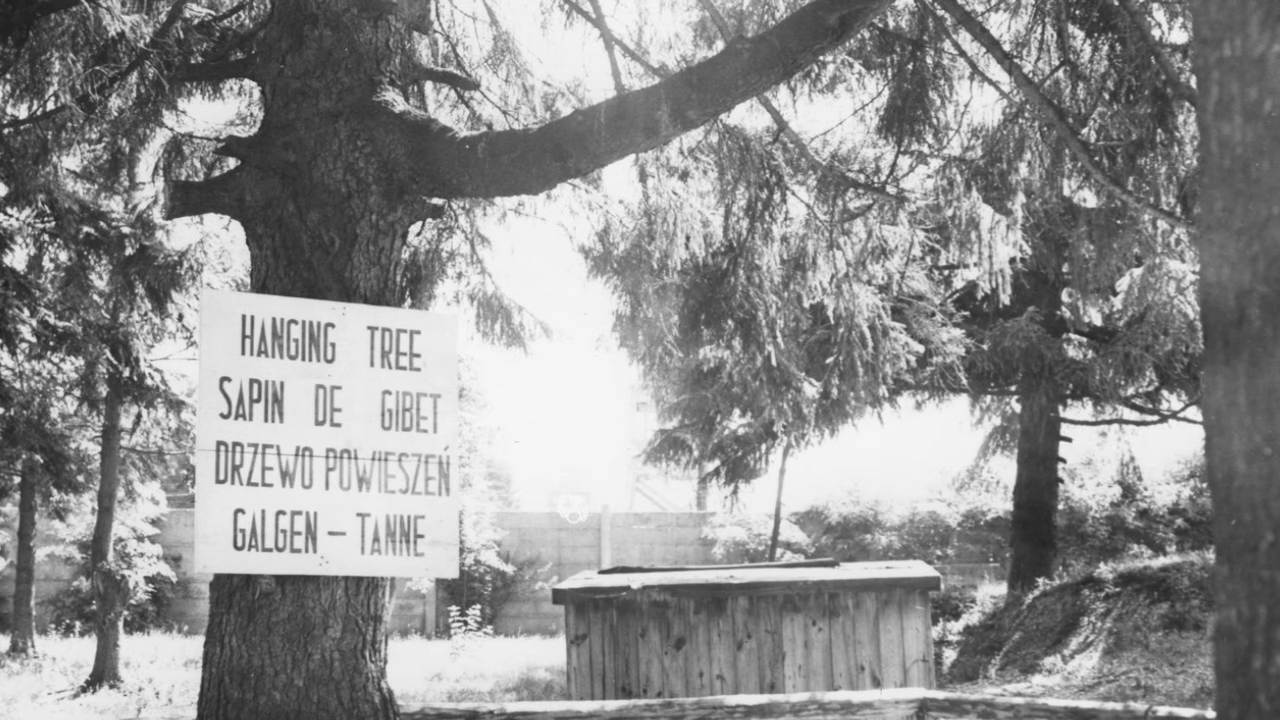 HANGING TREE
SAPIN DE GIBET
DRZEWO POWIESZEŃ
GALGEN – TANNE